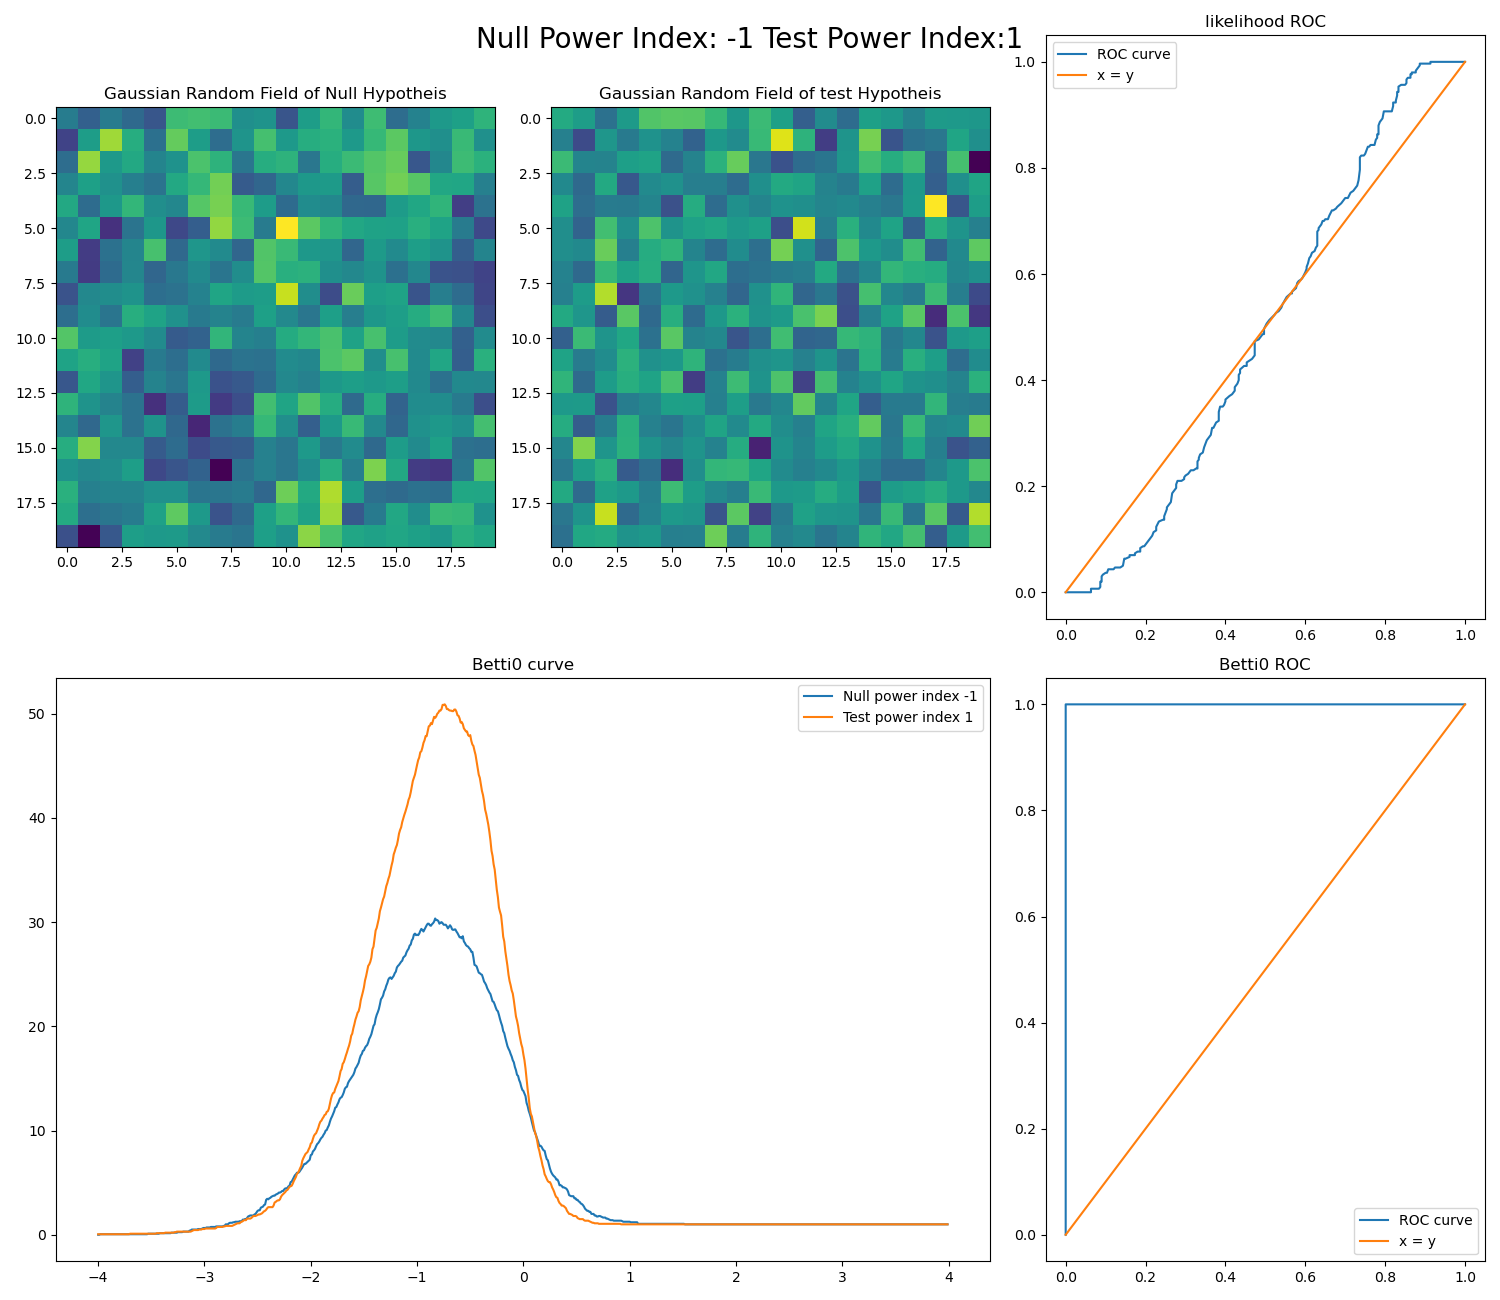 Null Power Index: -1 Test Power Index:1
Gaussian Random Field of Null Hypotheis
0.0
2.5
5.0
7.5
10.0
12.5
15.0
17.5
0.0 2.5 5.0 7.5 10.0 12.5 15.0 17.5
Gaussian Random Field of test Hypotheis
0.0
2.5
5.0
7.5
10.0
12.5
15.0
17.5
0.0 2.5 5.0 7.5 10.0 12.5 15.0 17.5
likelihood ROC
ROC curve
x = y
1.0
0.8
0.6
0.4
0.2
0.0
0.0 0.2 0.4 0.6 0.8 1.0
Betti0 curve
Null power index -1
Test power index 1
50
40
30
20
10
0
−4 −3 −2 −1 0 1 2 3 4
Betti0 ROC
1.0
0.8
0.6
0.4
0.2
0.0
ROC curve
x = y
0.0 0.2 0.4 0.6 0.8 1.0